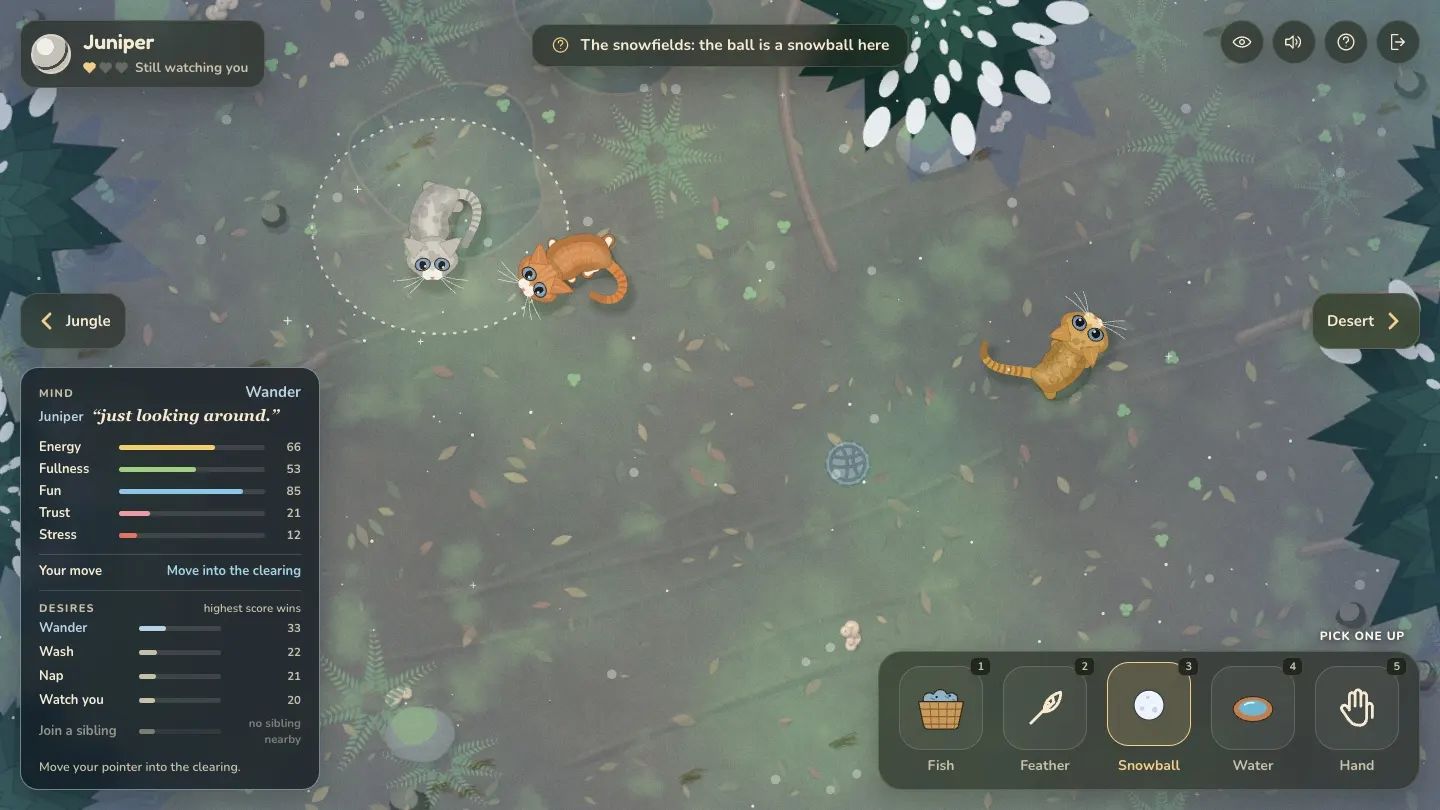 Juniper
Still watching you
The snowfields: the ball is a snowball here
Jungle
Desert
MIND
Wander
Juniper “just looking around.”
Energy 66
Fullness 53
Fun 85
Trust 21
Stress 12
Your move Move into the clearing
DESIRES highest score wins
Wander 33
Wash 22
Nap 21
Watch you 20
Join a sibling no sibling
nearby
Move your pointer into the clearing.
PICK ONE UP
1 2 3 4 5
Fish Feather Snowball Water Hand